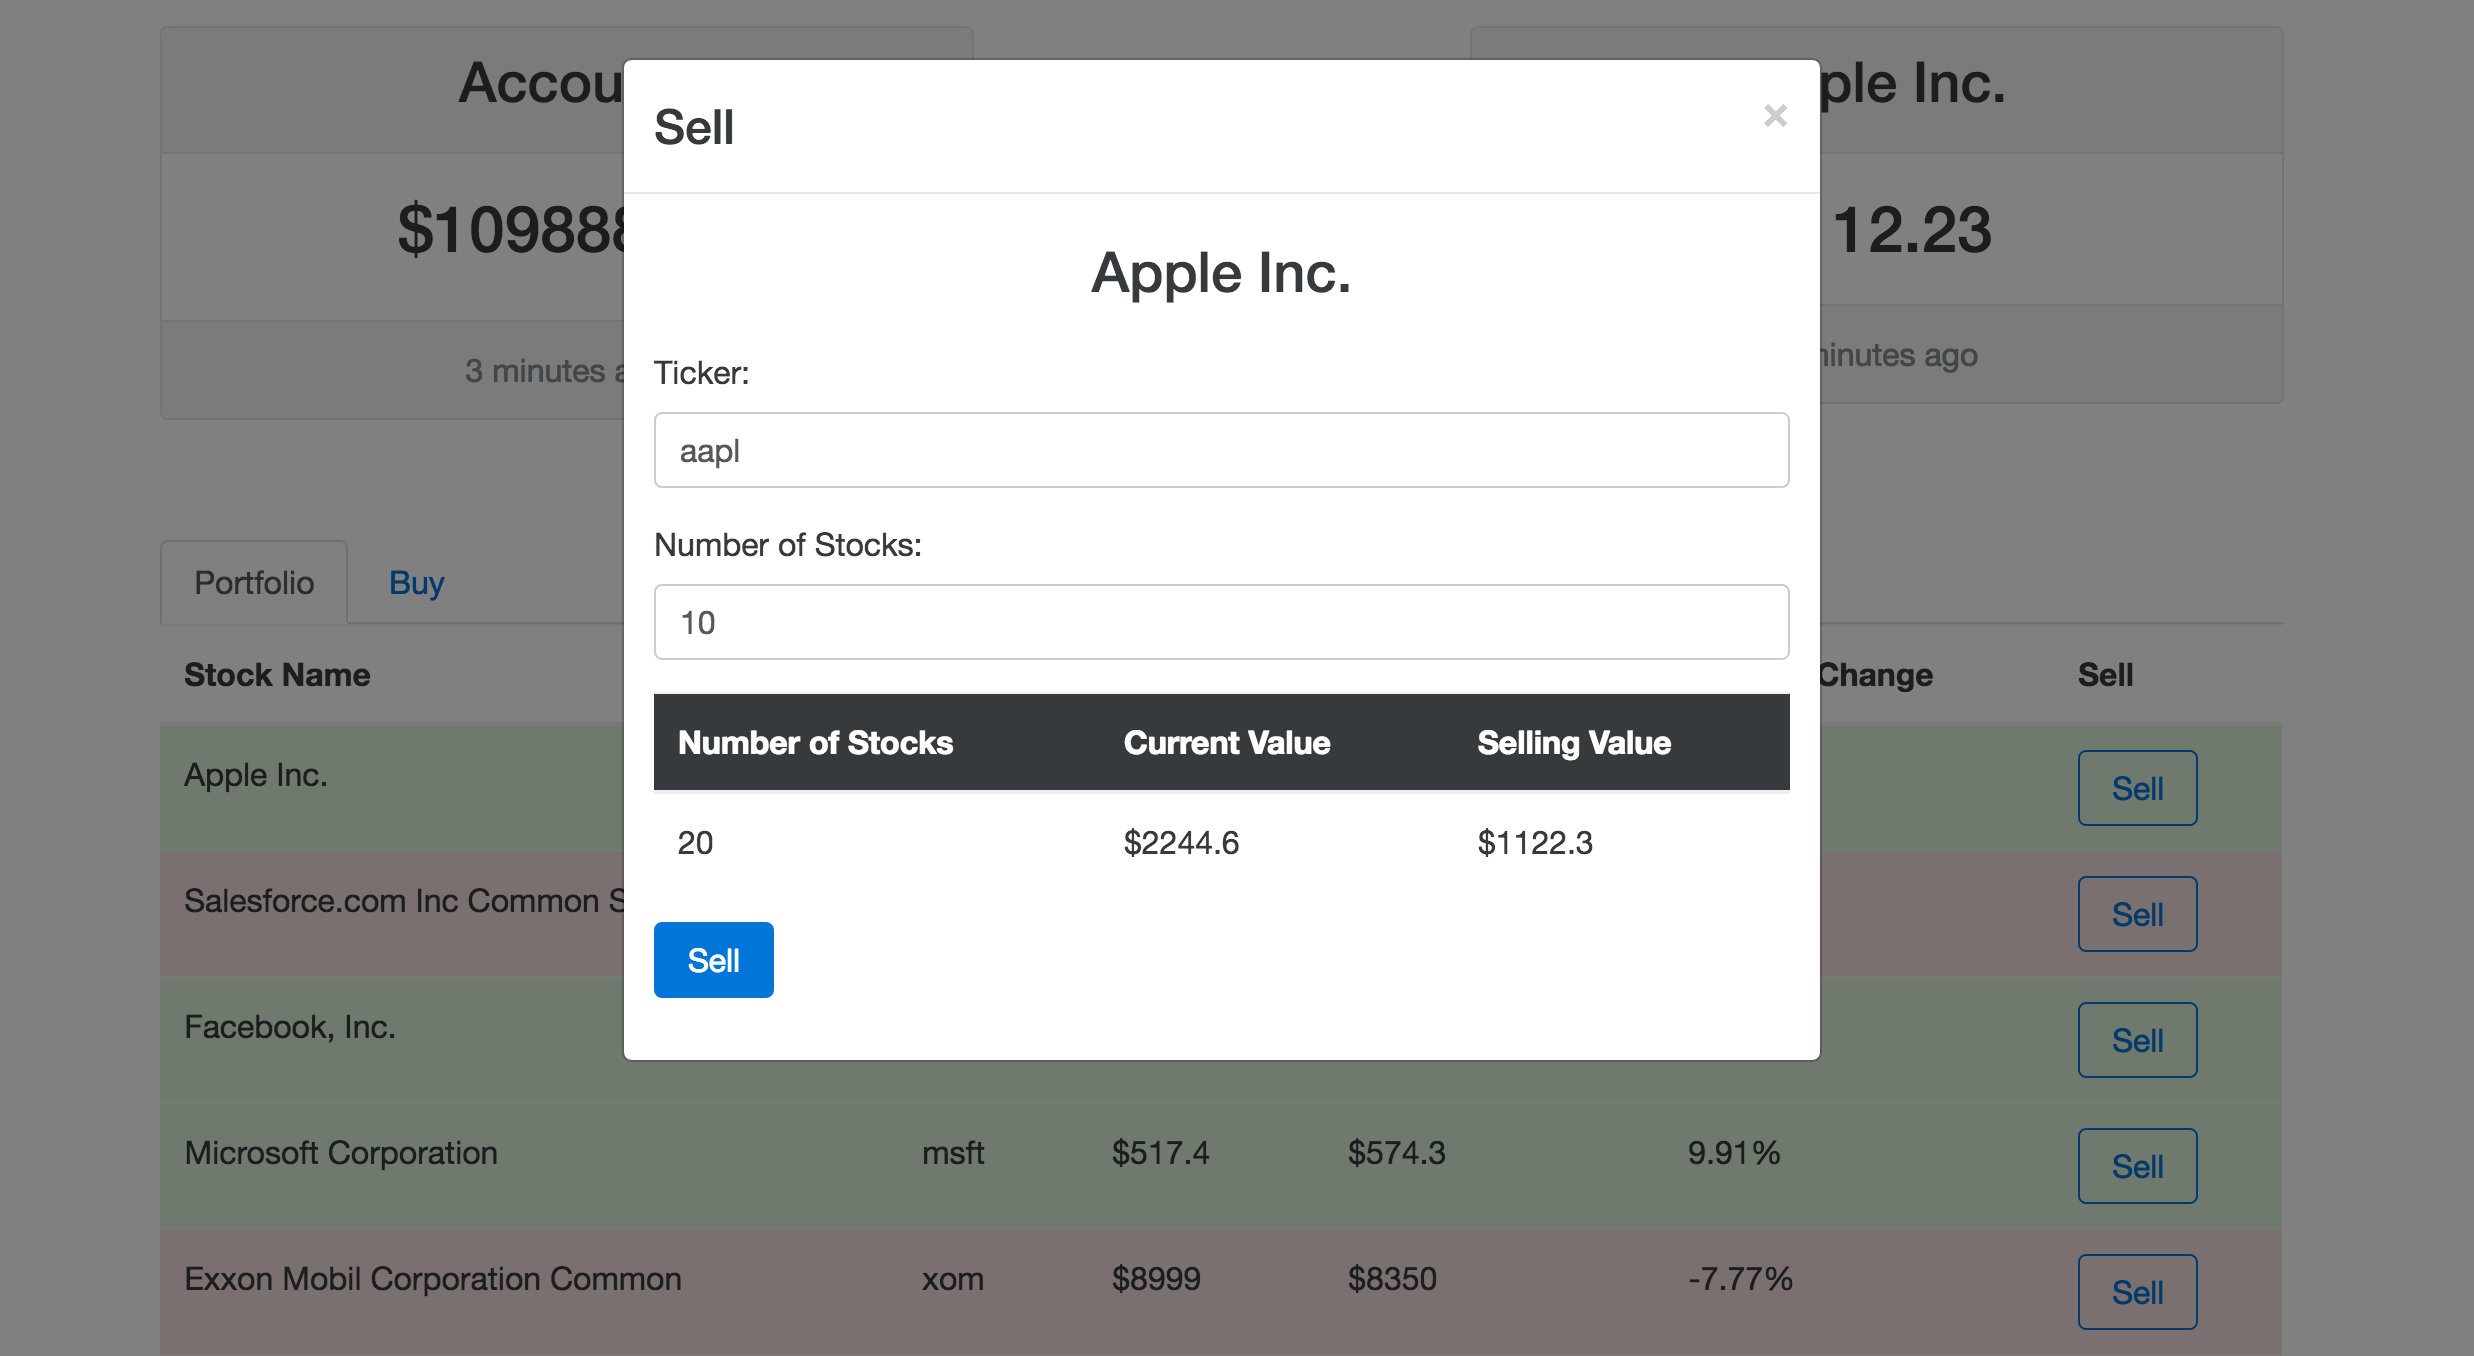 Sell ×
Apple Inc.
Ticker:
aapl
Number of Stocks:
10
Number of Stocks Current Value Selling Value
20 $2244.6 $1122.3
Sell
ple Inc.
12.23
3 minutes
ago
Portfolio Buy
Stock Name Change Sell
Apple Inc. Sell
Salesforce.com Inc Common Sell
Facebook, Inc. Sell
Microsoft Corporation msft $517.4 $574.3 9.91% Sell
Exxon Mobil Corporation Common xom $8999 $8350 -7.77% Sell